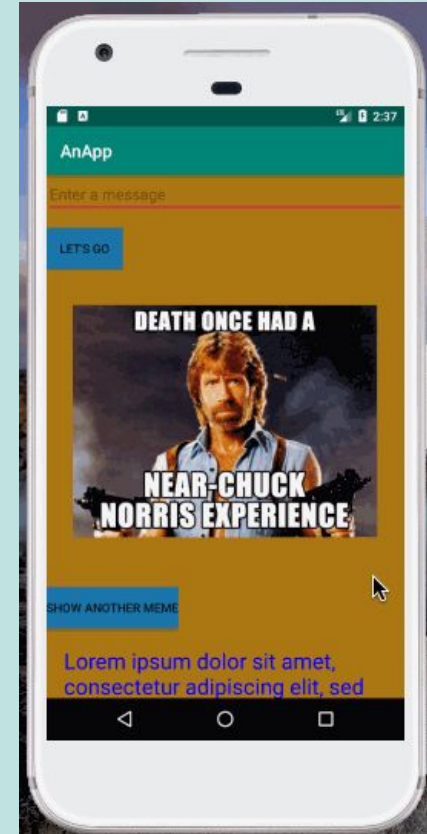 2:37
AnApp
Enter a message
LET'S GO
DEATH ONCE HAD A
NEAR-CHUCK
NORRIS EXPERIENCE
SHOW ANOTHER MEME
Lorem ipsum dolor sit amet,
consectetur adipiscing elit, sed